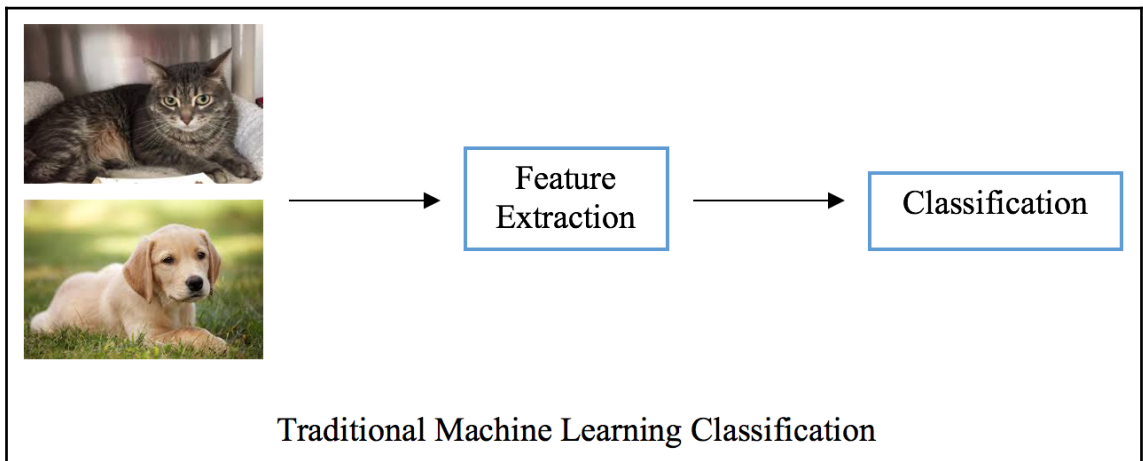 Feature
Extraction
Classification
Traditional Machine Learning Classification